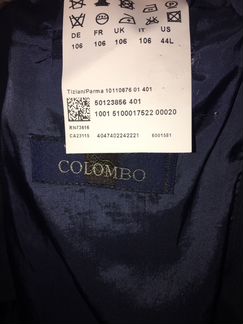 DE FR UK IT US
106 106 106 106 44L
Tiziani/Parma 10110676 01 401
50123856 401
1001 5100017522 00020
RN73616
CA23115 4047402242221 6001581
COLOMBO